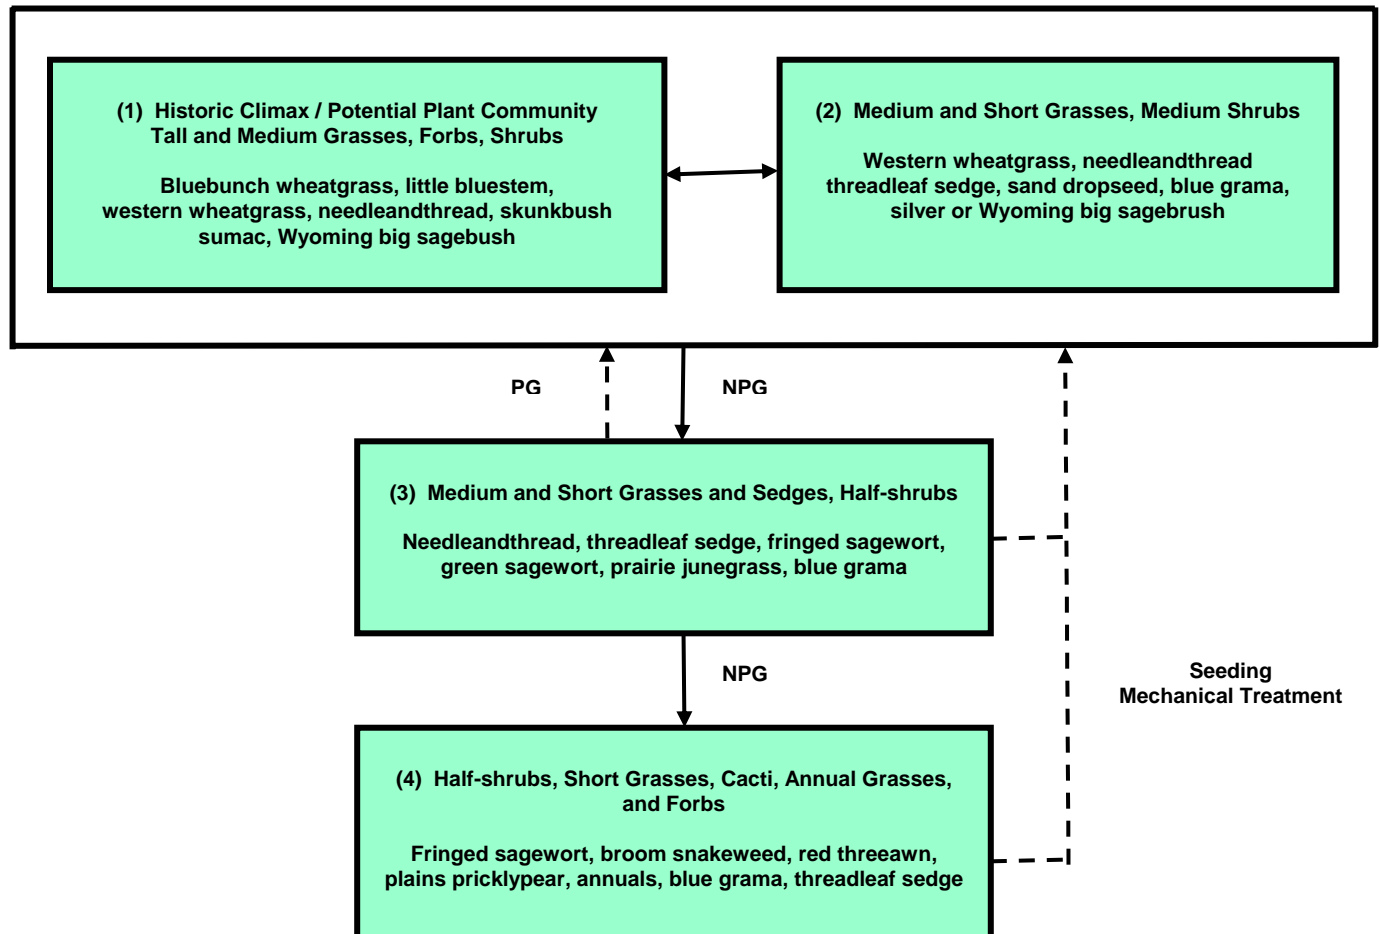 (1) Historic Climax / Potential Plant Community
Tall and Medium Grasses, Forbs, Shrubs
Bluebunch wheatgrass, little bluestem,
western wheatgrass, needleandthread, skunkbush
sumac, Wyoming big sagebush
(2) Medium and Short Grasses, Medium Shrubs
Western wheatgrass, needleandthread
threadleaf sedge, sand dropseed, blue grama,
silver or Wyoming big sagebrush
PG
NPG
(3) Medium and Short Grasses and Sedges, Half-shrubs
Needleandthread, threadleaf sedge, fringed sagewort,
green sagewort, prairie junegrass, blue grama
NPG
Seeding
Mechanical Treatment
(4) Half-shrubs, Short Grasses, Cacti, Annual Grasses,
and Forbs
Fringed sagewort, broom snakeweed, red threeawn,
plains pricklypear, annuals, blue grama, threadleaf sedge